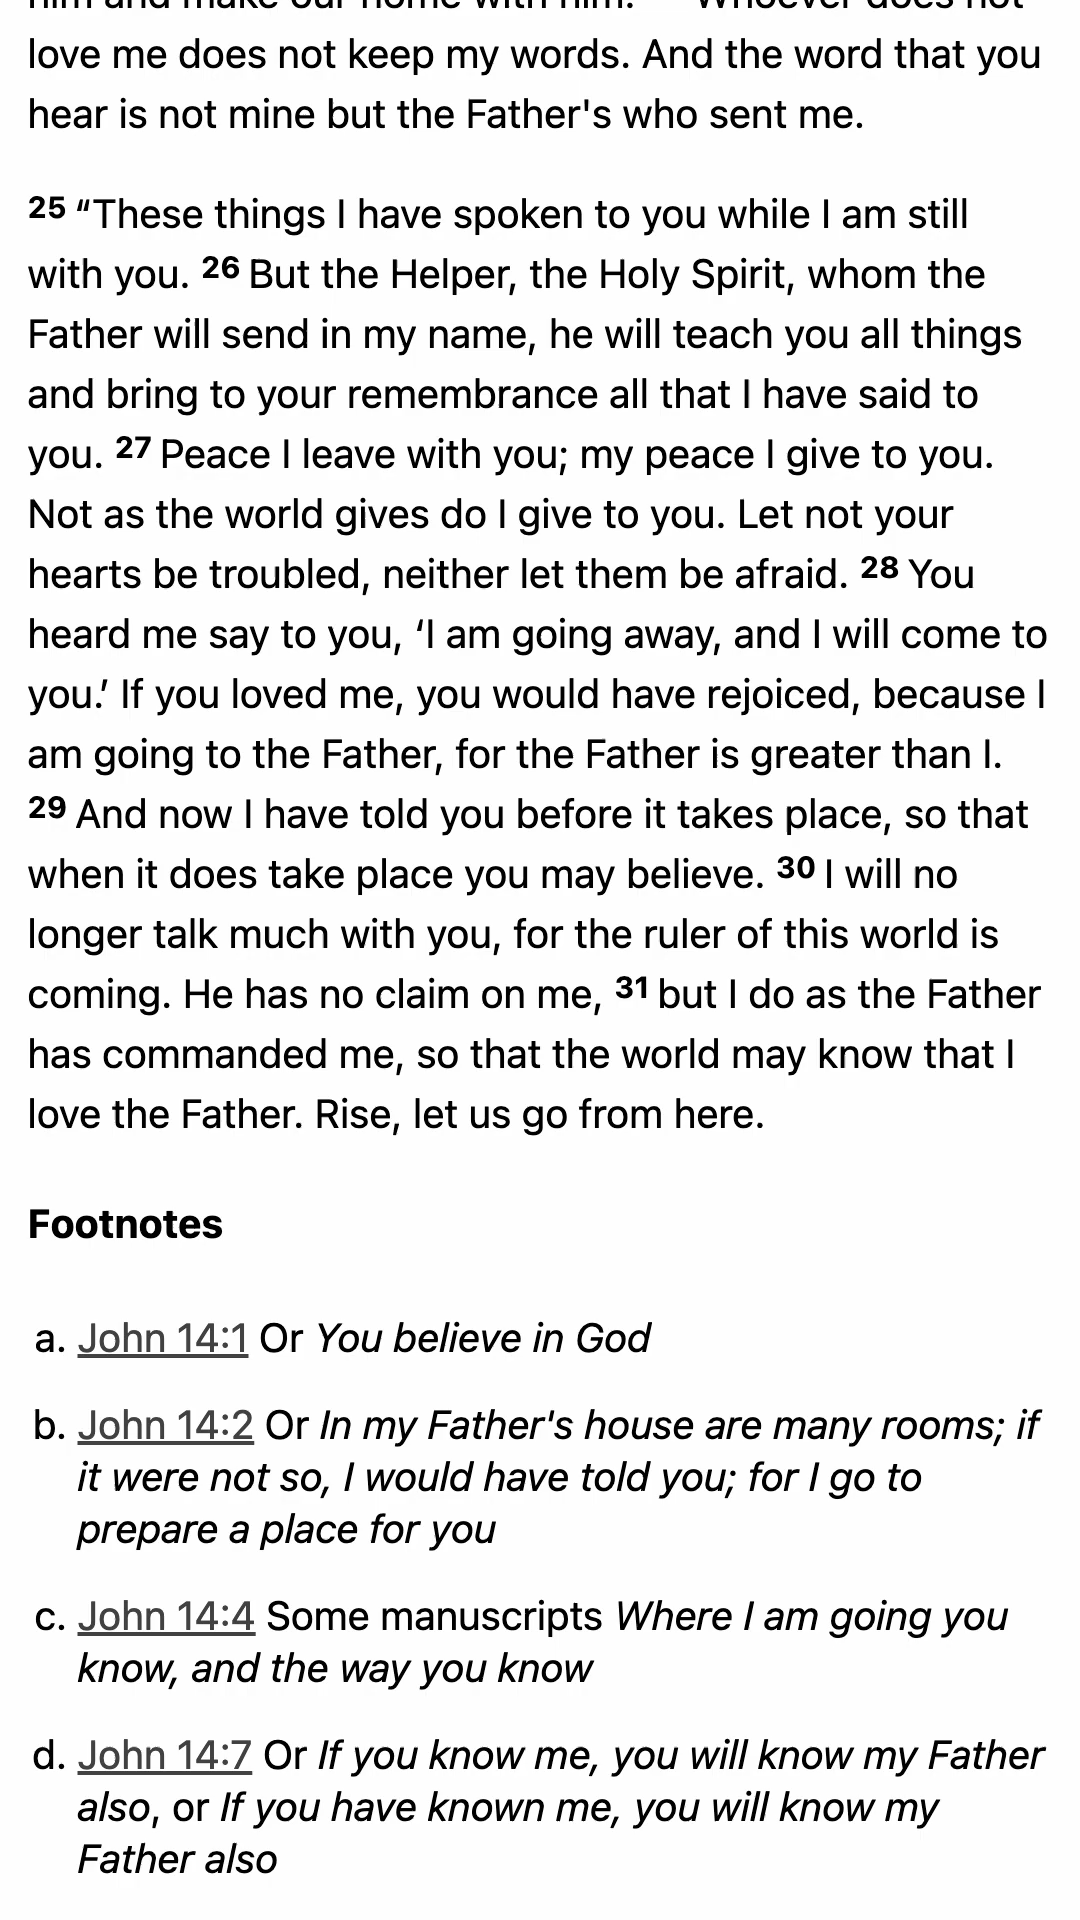 him and make our home with him. Whoever does not
love me does not keep my words. And the word that you
hear is not mine but the Father's who sent me.
25 “These things I have spoken to you while I am still
with you. 26 But the Helper, the Holy Spirit, whom the
Father will send in my name, he will teach you all things
and bring to your remembrance all that I have said to
you. 27 Peace I leave with you; my peace I give to you.
Not as the world gives do I give to you. Let not your
hearts be troubled, neither let them be afraid. 28 You
heard me say to you, ‘I am going away, and I will come to
you.’ If you loved me, you would have rejoiced, because I
am going to the Father, for the Father is greater than I.
29 And now I have told you before it takes place, so that
when it does take place you may believe. 30 I will no
longer talk much with you, for the ruler of this world is
coming. He has no claim on me, 31 but I do as the Father
has commanded me, so that the world may know that I
love the Father. Rise, let us go from here.
Footnotes
a. John 14:1 Or You believe in God
b. John 14:2 Or In my Father's house are many rooms; if
it were not so, I would have told you; for I go to
prepare a place for you
c. John 14:4 Some manuscripts Where I am going you
know, and the way you know
d. John 14:7 Or If you know me, you will know my Father
also, or If you have known me, you will know my
Father also